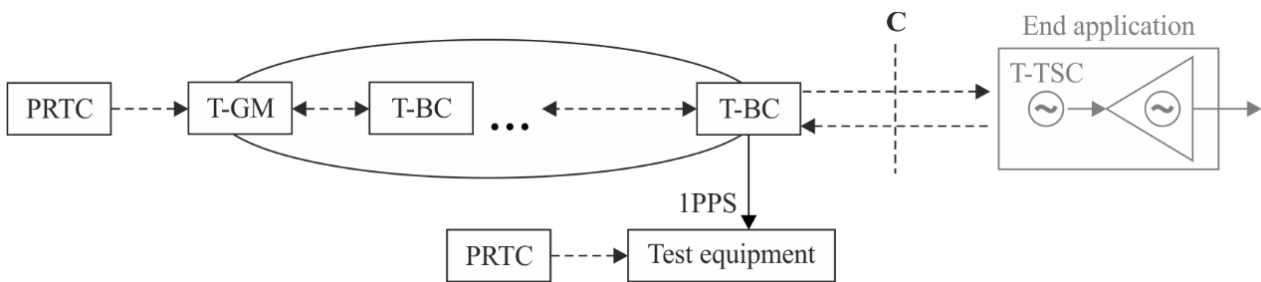 C
End application
PRTC
T-GM
T-BC
...
T-BC
T-TSC
1PPS
PRTC
Test equipment